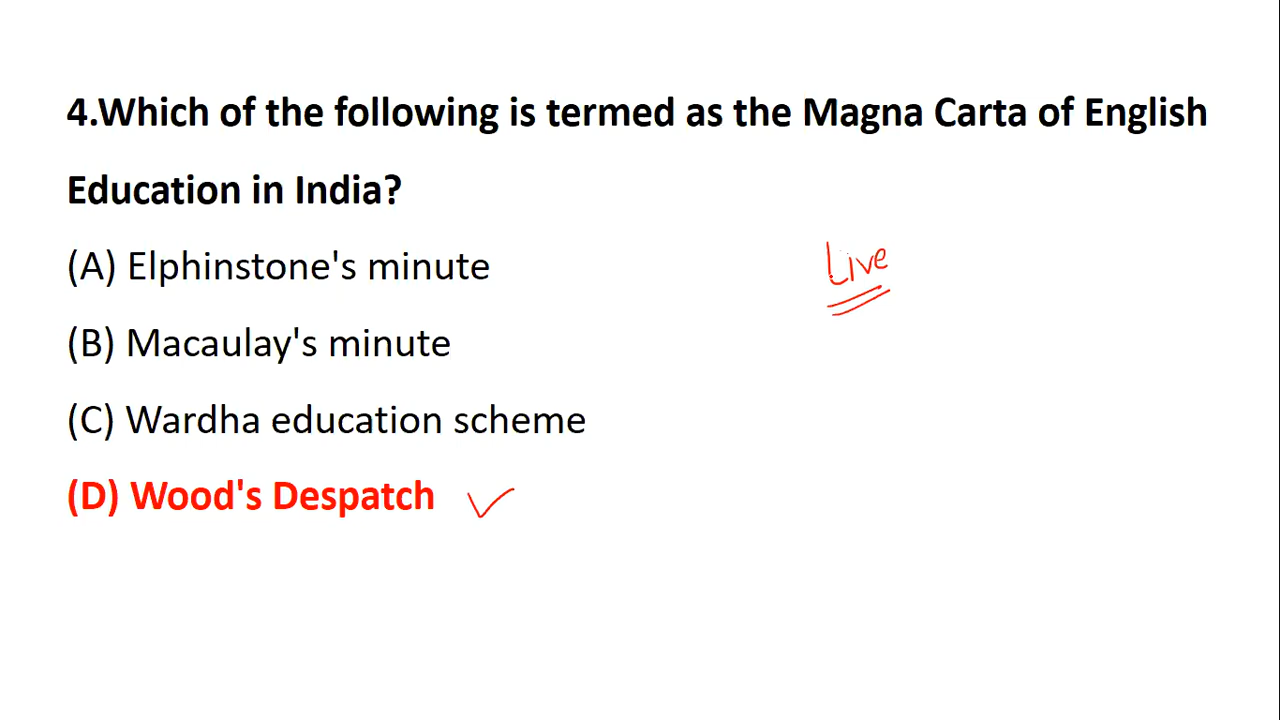 4.Which of the following is termed as the Magna Carta of English
Education in India?
(A) Elphinstone's minute
Live
(B) Macaulay's minute
(C) Wardha education scheme
(D) Wood's Despatch